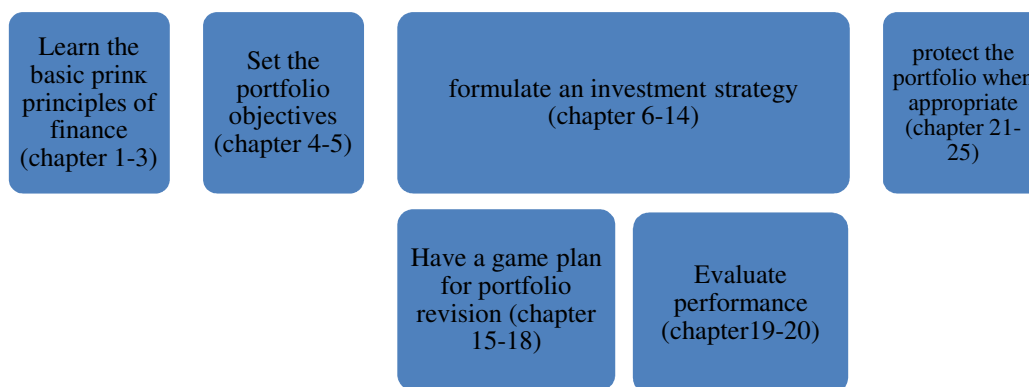 Learn the
basic prinк
principles of
finance
(chapter 1-3)
Set the
portfolio
objectives
(chapter 4-5)
formulate an investment strategy
(chapter 6-14)
protect the
portfolio when
appropriate
(chapter 21-
25)
Have a game plan
for portfolio
revision (chapter
15-18)
Evaluate
performance
(chapter19-20)